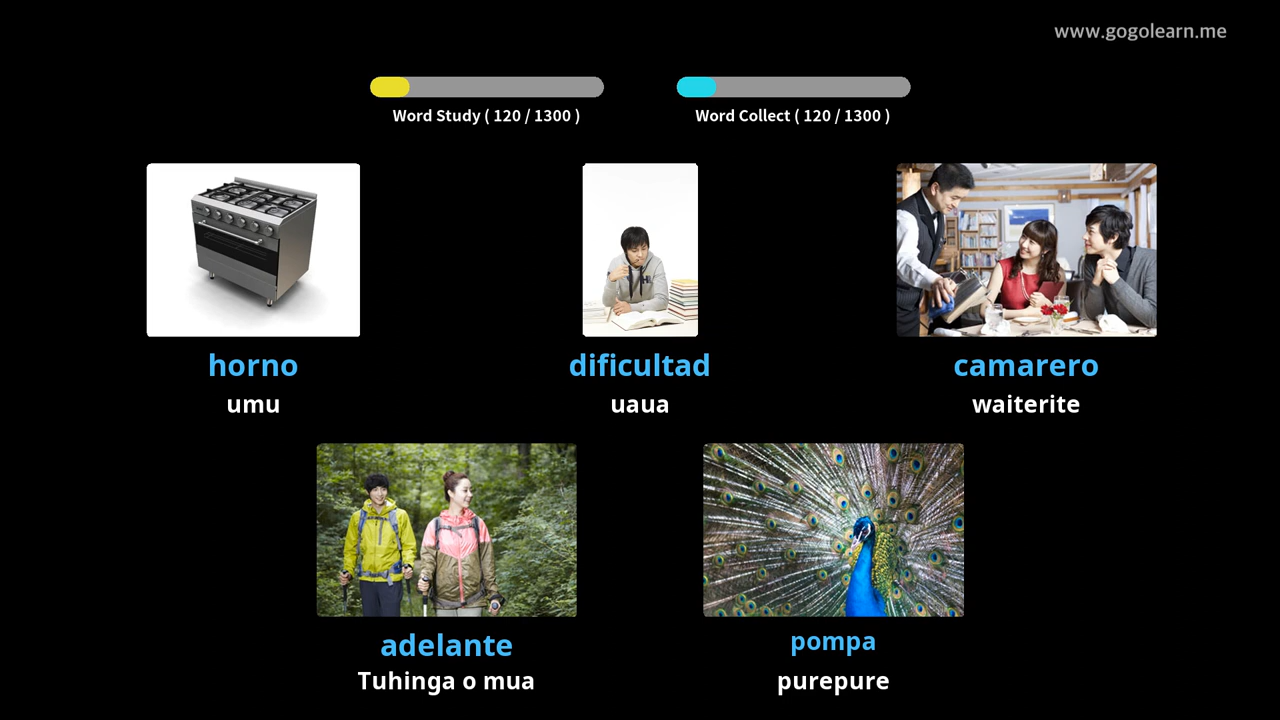 www.gogolearn.me
Word Study ( 120 / 1300 )
Word Collect ( 120 / 1300 )
horno
umu
dificultad
uaua
camarero
waiterite
adelante
Tuhinga o mua
pompa
purepure